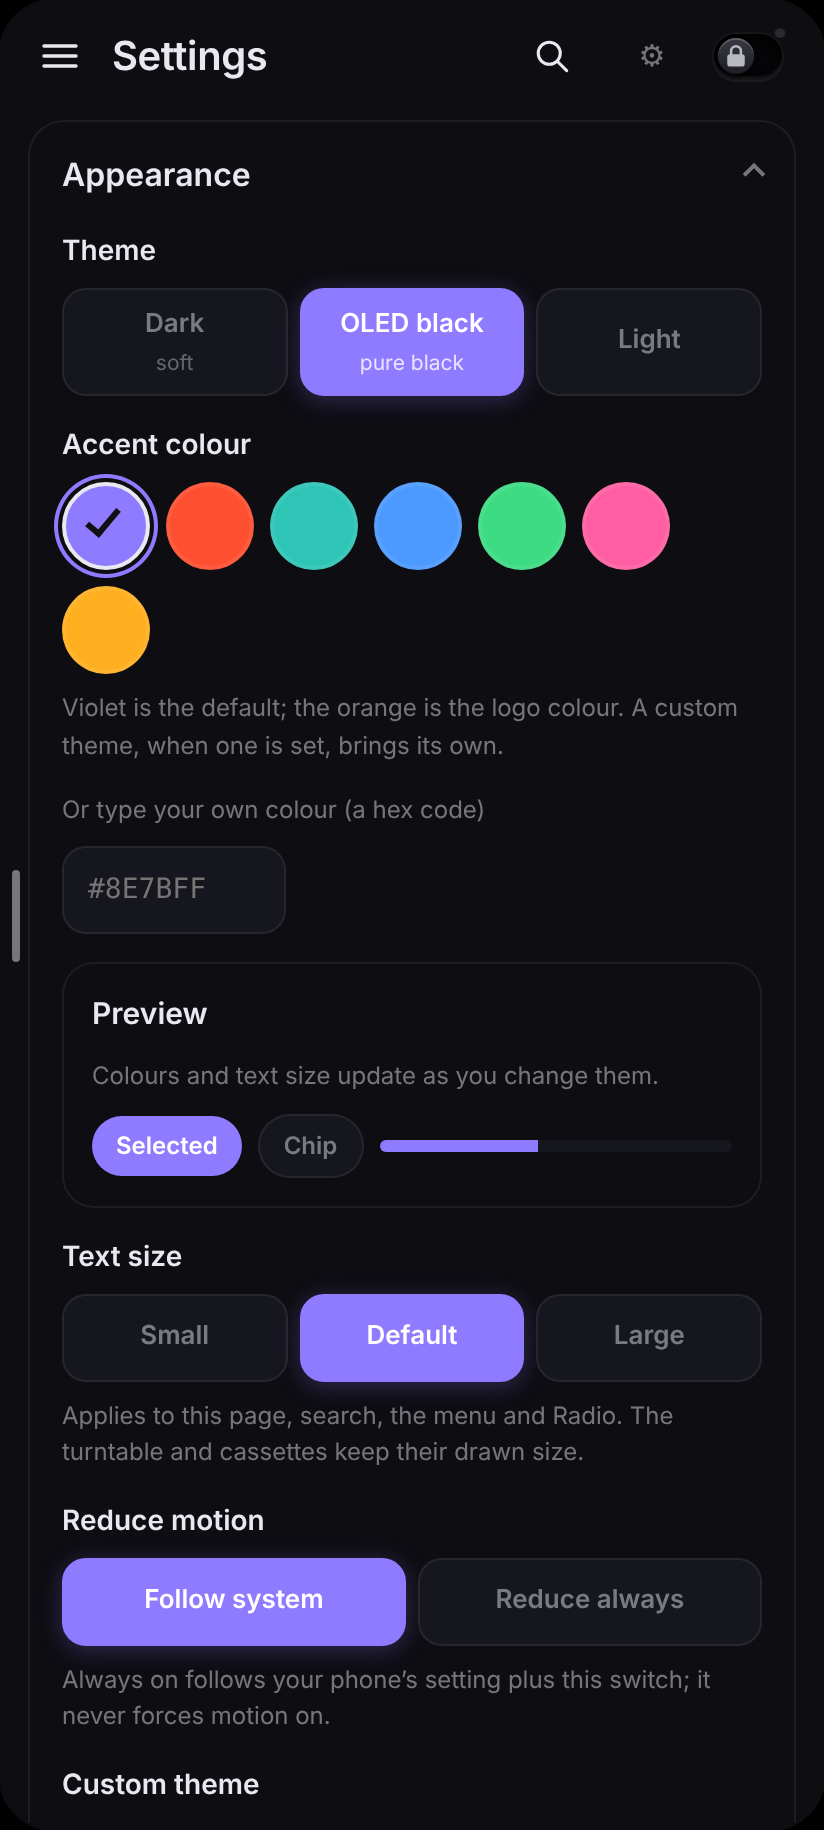 Settings
Appearance
Theme
Dark
soft
OLED black
pure black
Light
Accent colour
Violet is the default; the orange is the logo colour. A custom
theme, when one is set, brings its own.
Or type your own colour (a hex code)
#8E7BFF
Preview
Colours and text size update as you change them.
Selected
Chip
Text size
Small
Default
Large
Applies to this page, search, the menu and Radio. The
turntable and cassettes keep their drawn size.
Reduce motion
Follow system
Reduce always
Always on follows your phone’s setting plus this switch; it
never forces motion on.
Custom theme